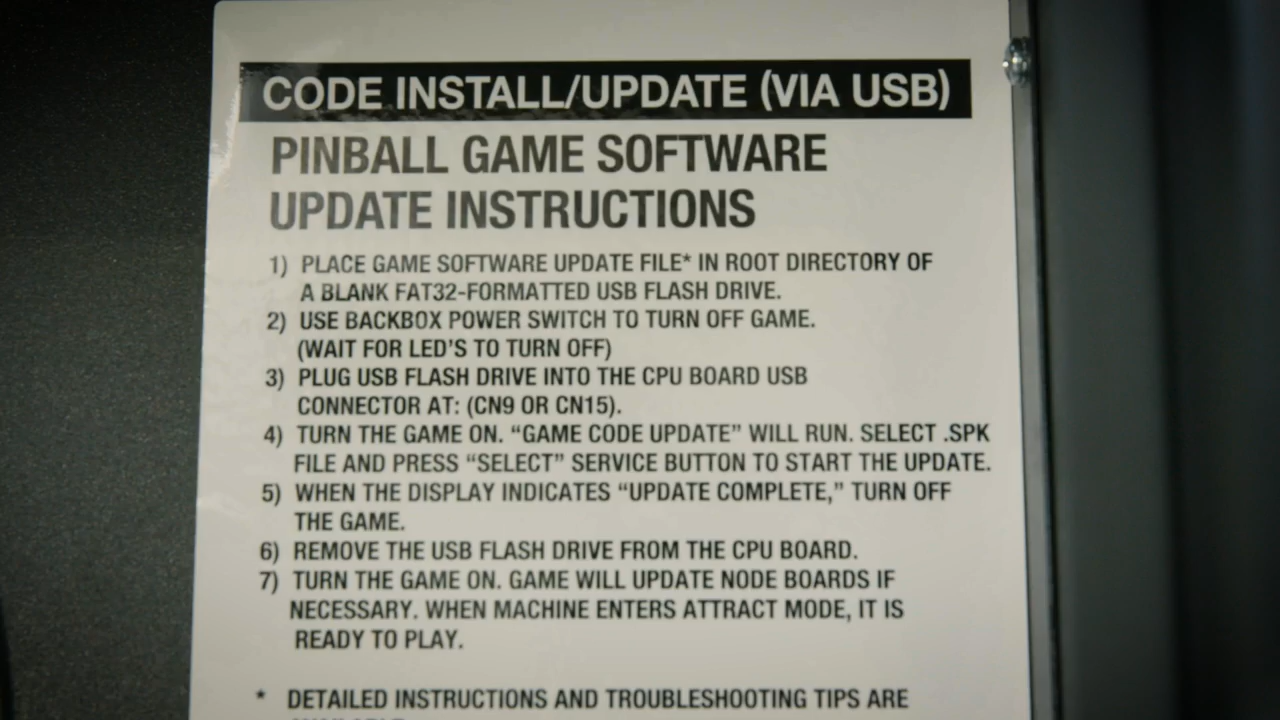 CODE INSTALL/UPDATE (VIA USB)
PINBALL GAME SOFTWARE
UPDATE INSTRUCTIONS
1) PLACE GAME SOFTWARE UPDATE FILE* IN ROOT DIRECTORY OF
A BLANK FAT32-FORMATTED USB FLASH DRIVE.
2) USE BACKBOX POWER SWITCH TO TURN OFF GAME.
(WAIT FOR LED'S TO TURN OFF)
3) PLUG USB FLASH DRIVE INTO THE CPU BOARD USB
CONNECTOR AT: (CN9 OR CN15).
4) TURN THE GAME ON. “GAME CODE UPDATE” WILL RUN. SELECT .SPK
FILE AND PRESS “SELECT” SERVICE BUTTON TO START THE UPDATE.
5) WHEN THE DISPLAY INDICATES “UPDATE COMPLETE,” TURN OFF
THE GAME.
6) REMOVE THE USB FLASH DRIVE FROM THE CPU BOARD.
7) TURN THE GAME ON. GAME WILL UPDATE NODE BOARDS IF
NECESSARY. WHEN MACHINE ENTERS ATTRACT MODE, IT IS
READY TO PLAY.
* DETAILED INSTRUCTIONS AND TROUBLESHOOTING TIPS ARE